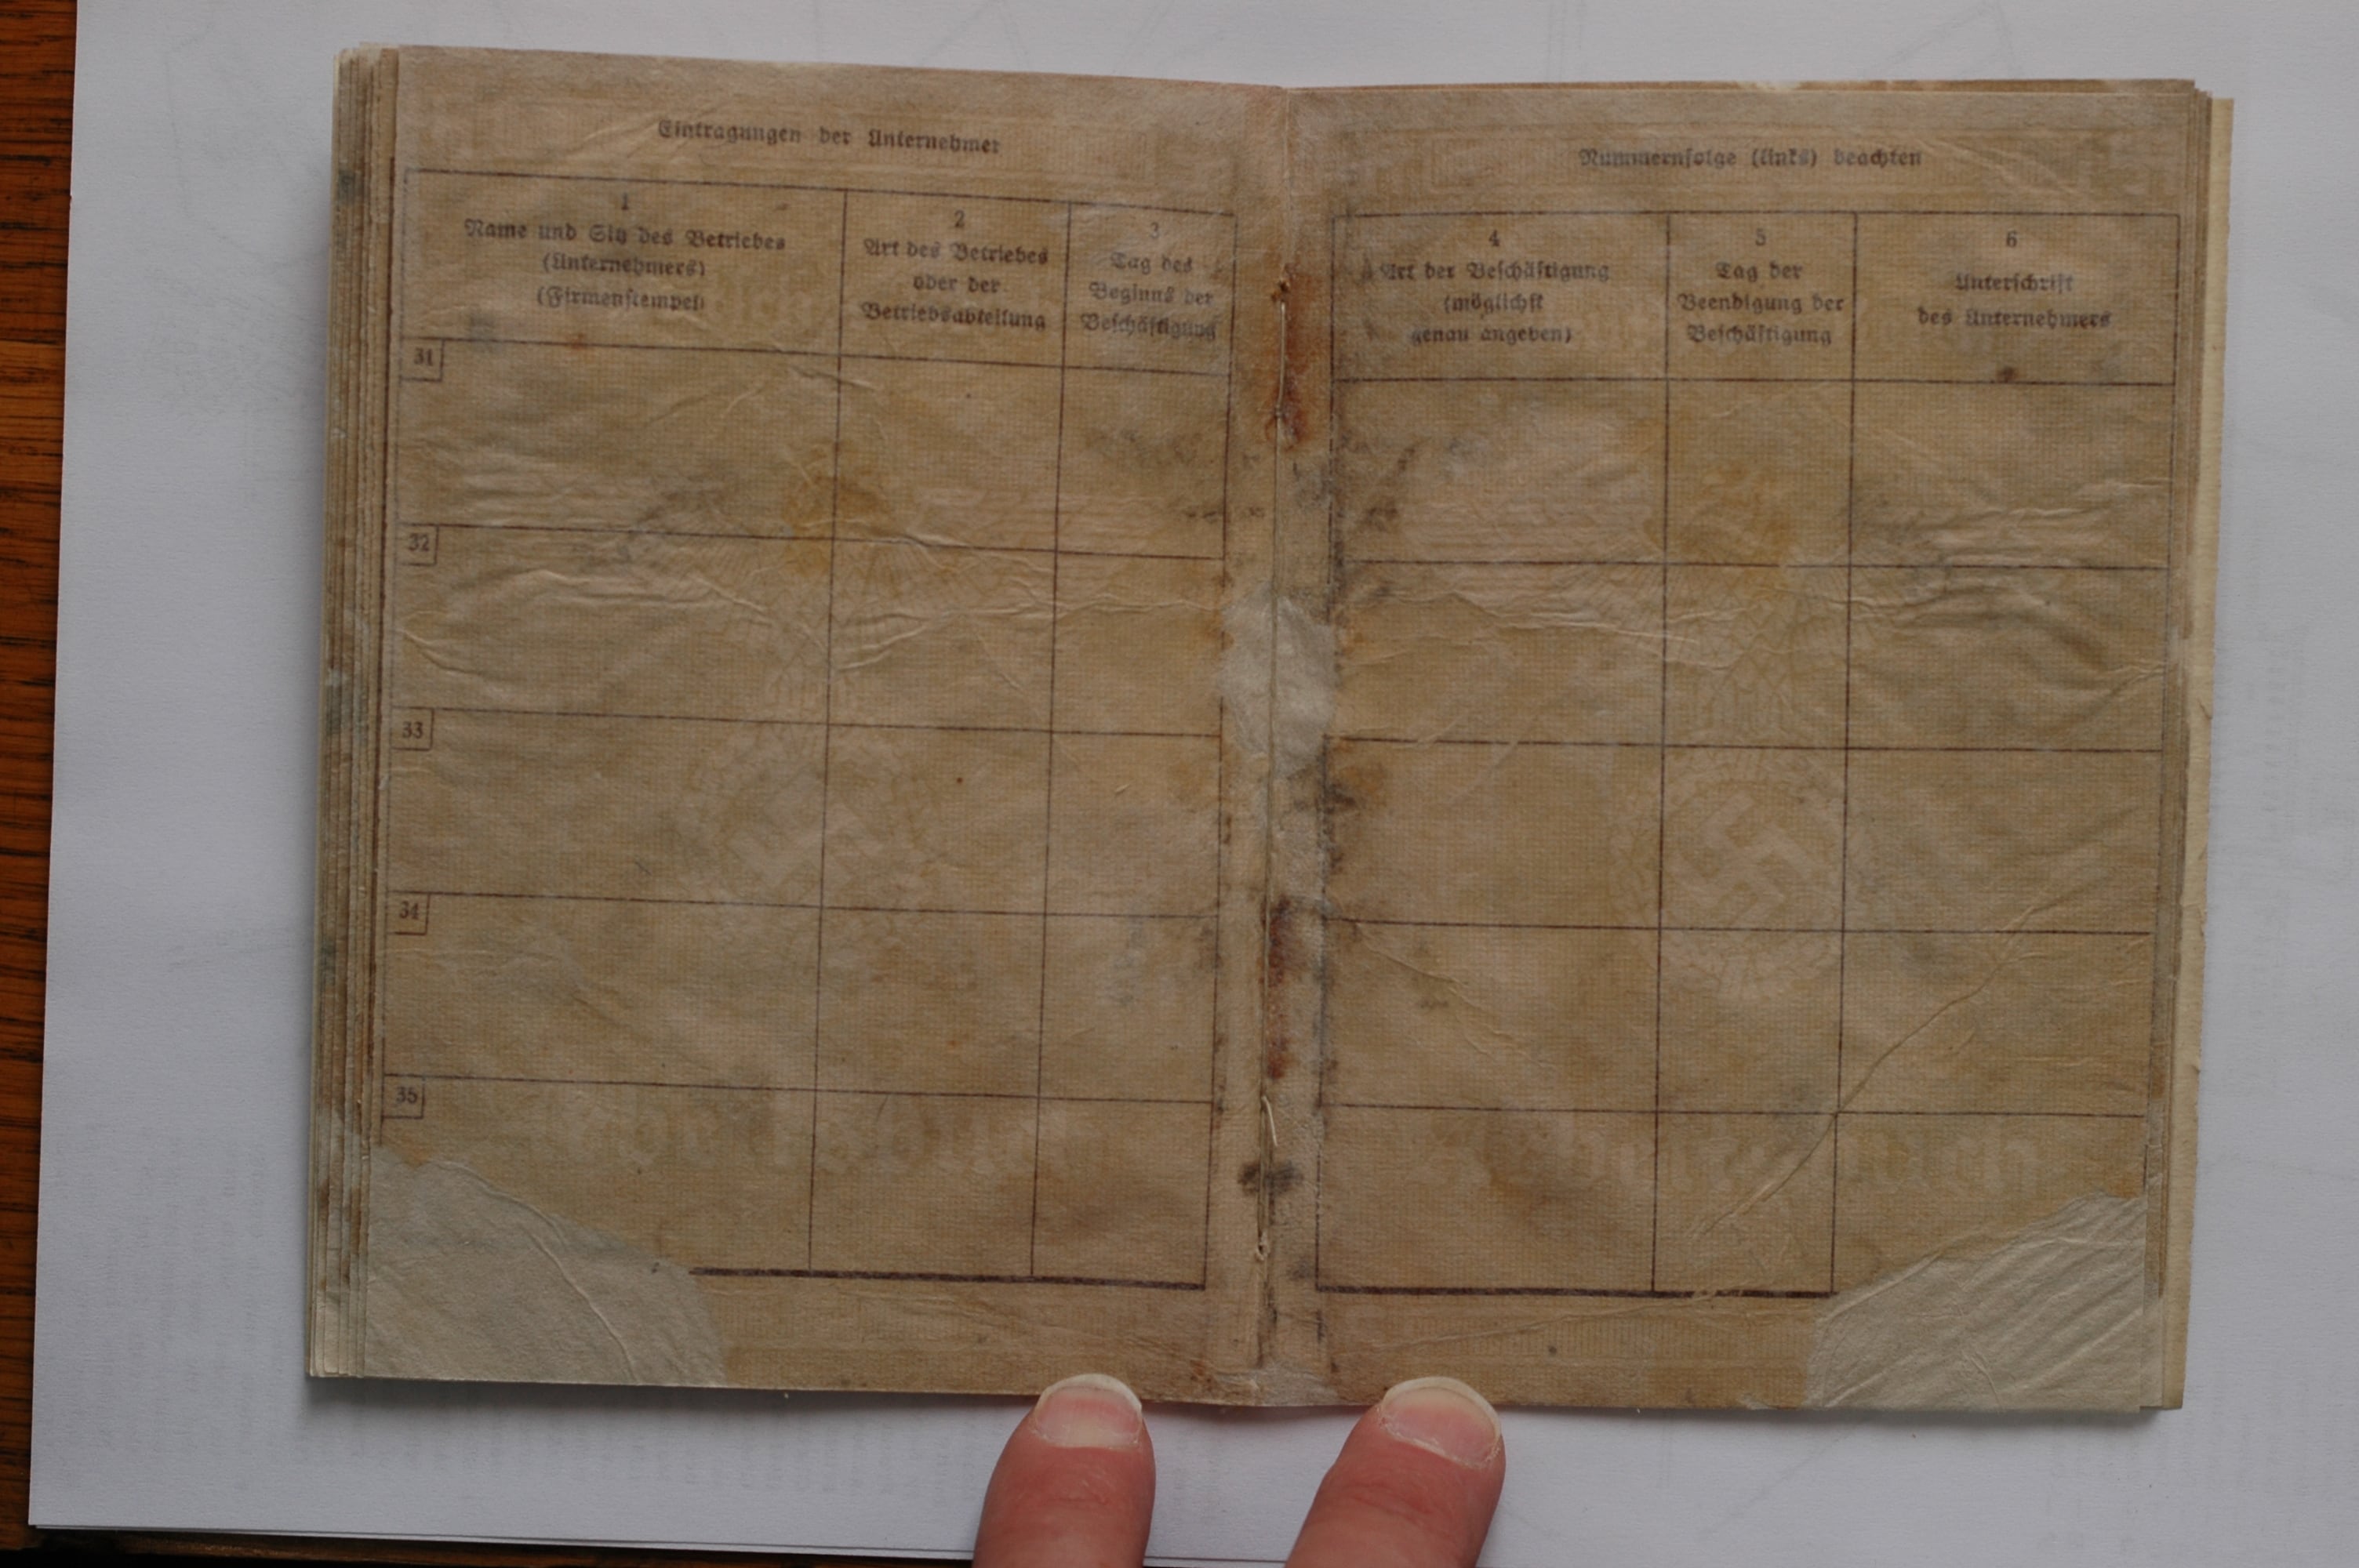 Eintragungen der Unternehmer
1
Name und Sitz des Betriebes
(Unternehmers)
(Firmenstempel)
2
Art des Betriebes
oder der
Betriebsabteilung
3
Tag des
Beginns der
Beschäftigung
31
32
33
34
35
Nummernfolge (links) beachten
4
Art der Beschäftigung
(möglichst
genau angeben)
5
Tag der
Beendigung der
Beschäftigung
6
Unterschrift
des Unternehmers